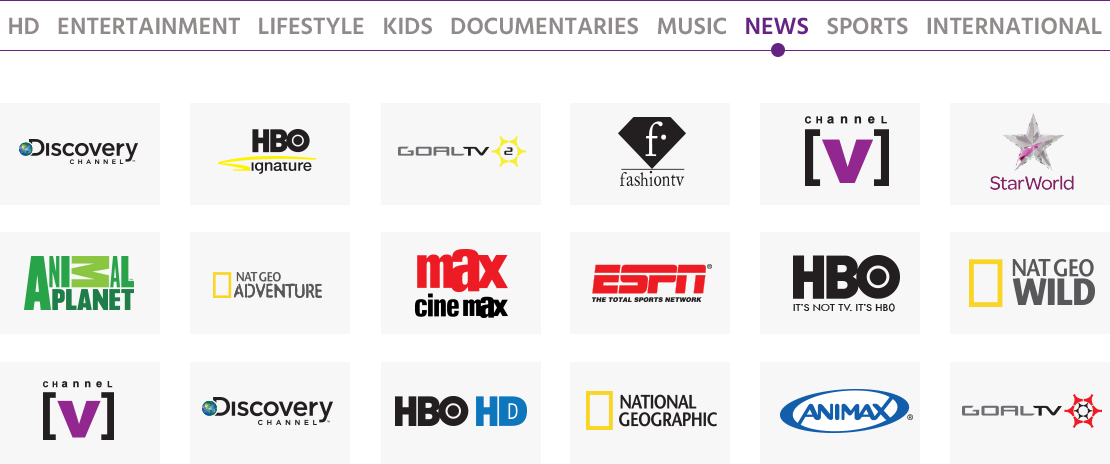 HD ENTERTAINMENT LIFESTYLE KIDS DOCUMENTARIES MUSIC NEWS SPORTS INTERNATIONAL
Discovery
CHANNEL
HBO
Signature
GOALTV 2
f
fashiontv
CHanneL
[V]
StarWorld
ANIMAL
PLANET
NAT GEO
ADVENTURE
max
cinemax
ESPN®
THE TOTAL SPORTS NETWORK
HBO
IT'S NOT TV. IT'S HBO
NAT GEO
WILD
CHanneL
[V]
Discovery
CHANNEL
HBO HD
NATIONAL
GEOGRAPHIC
ANIMAX®
GOALTV